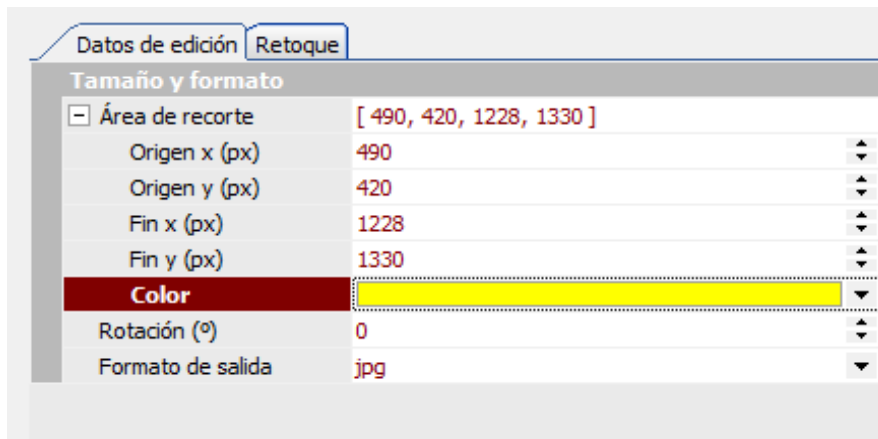 Datos de edición Retoque
Tamaño y formato
Área de recorte [ 490, 420, 1228, 1330 ]
Origen x (px) 490
Origen y (px) 420
Fin x (px) 1228
Fin y (px) 1330
Color
Rotación (º) 0
Formato de salida jpg